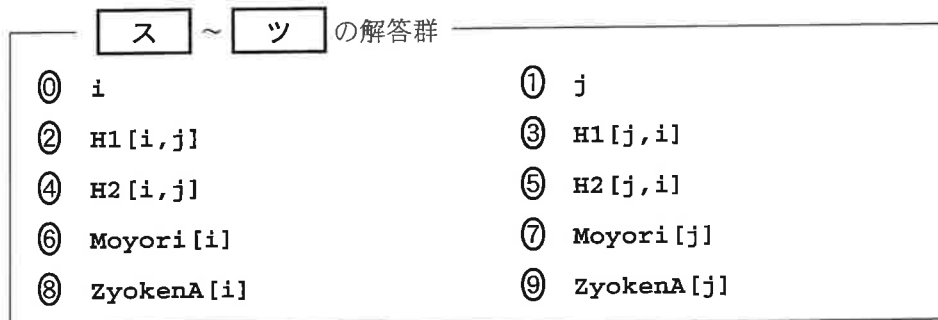 ス ～ ツ の解答群
⓪ i ① j
② H1[i,j] ③ H1[j,i]
④ H2[i,j] ⑤ H2[j,i]
⑥ Moyori[i] ⑦ Moyori[j]
⑧ ZyokenA[i] ⑨ ZyokenA[j]